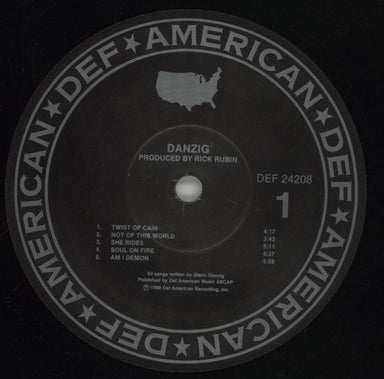 DEF★AMERICAN★DEF★AMERICAN★DEF★AMERICAN★
DANZIG
PRODUCED BY RICK RUBIN
DEF 24208
1
1. TWIST OF CAIN 4:17
2. NOT OF THIS WORLD 3:43
3. SHE RIDES 5:11
4. SOUL ON FIRE 4:37
5. AM I DEMON 4:58
All songs written by Glenn Danzig
Published by Def American Music ASCAP
© 1988 Def American Recording, Inc.